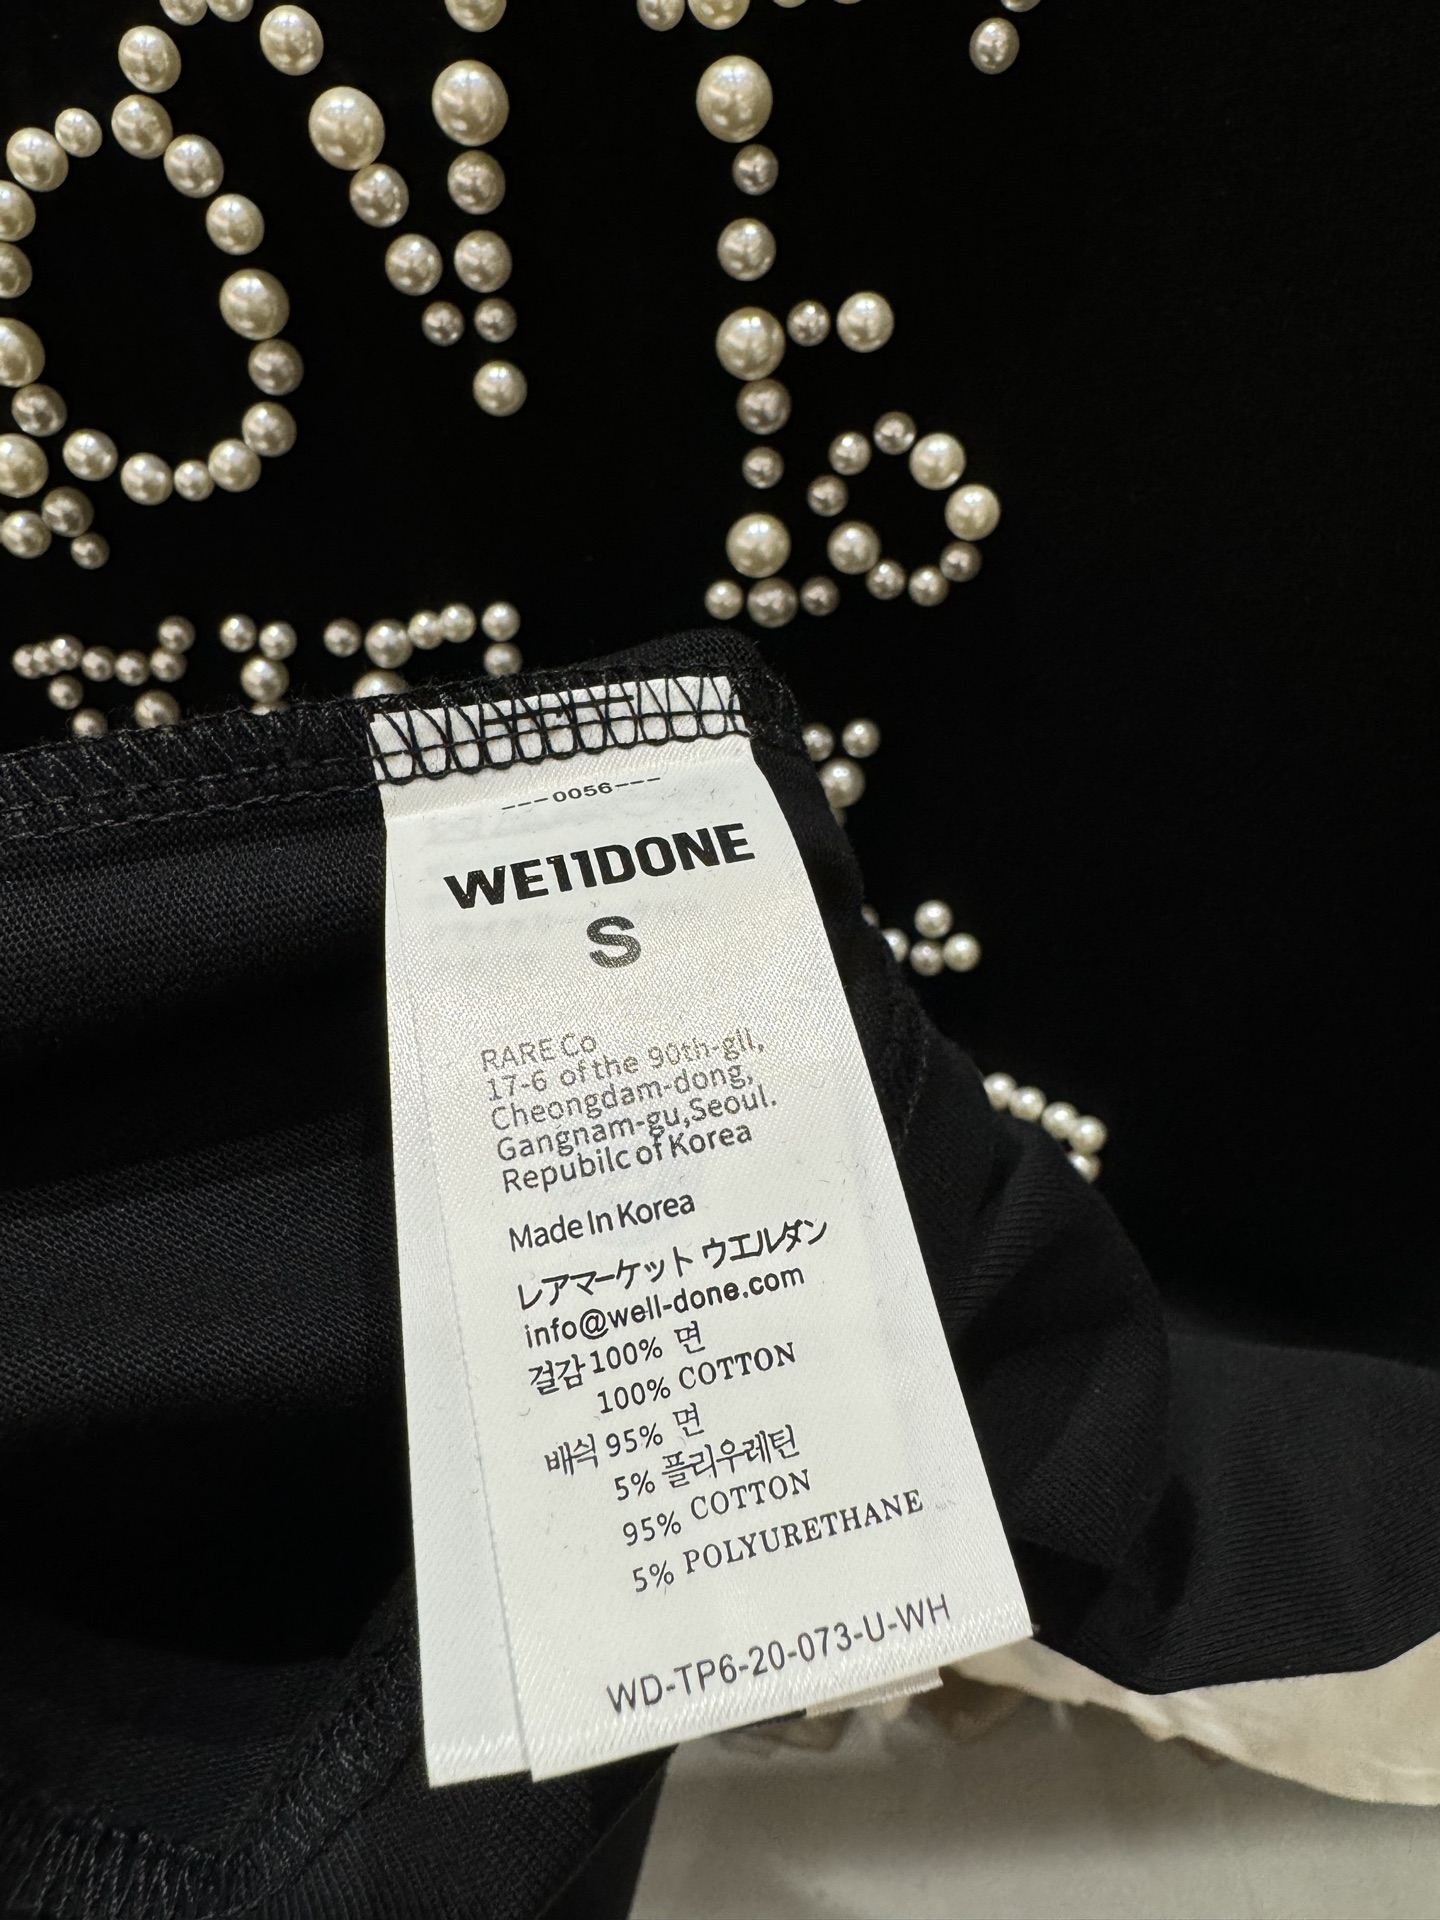 ---0056---
WE11DONE
S
RARE Co
17-6 of the 90th-gil,
Cheongdam-dong,
Gangnam-gu,Seoul.
Repubilc of Korea
Made In Korea
レアマーケット ウエルダン
info@well-done.com
걸감 100% 면
100% COTTON
배식 95% 면
5% 플리우레틴
95% COTTON
5% POLYURETHANE
WD-TP6-20-073-U-WH